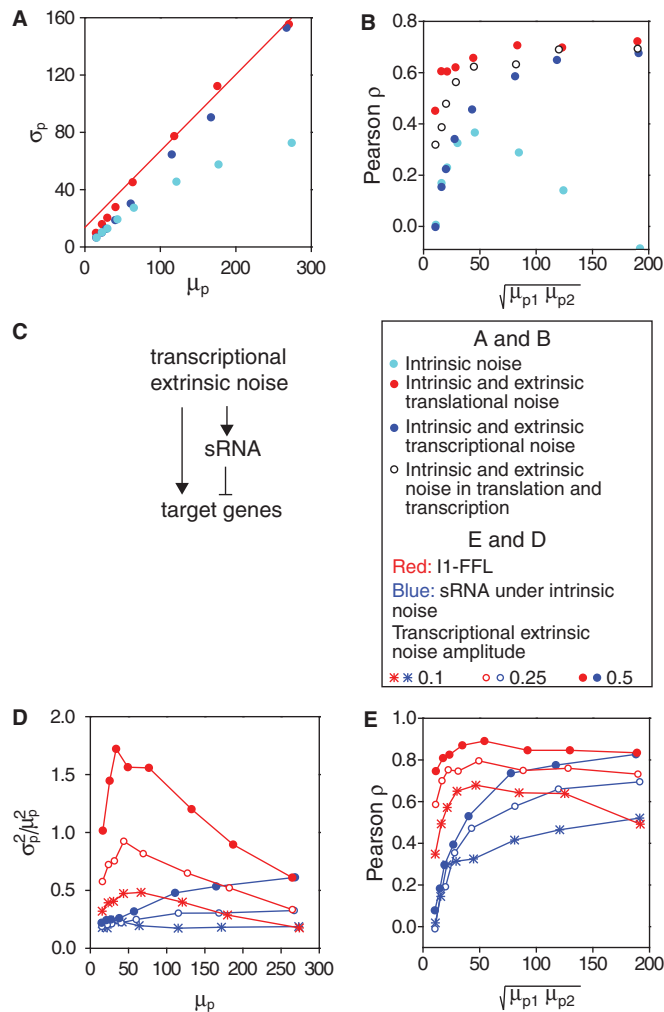 A
160
120
80
40
0
σp
0 100 200 300
μp
B
0.8
0.6
0.4
0.2
0.0
Pearson ρ
0 50 100 150 200
√μp1 μp2
C
transcriptional
extrinsic noise
sRNA
target genes
A and B
Intrinsic noise
Intrinsic and extrinsic
translational noise
Intrinsic and extrinsic
transcriptional noise
Intrinsic and extrinsic
noise in translation and
transcription
E and D
Red: I1-FFL
Blue: sRNA under intrinsic
noise
Transcriptional extrinsic
noise amplitude
0.1 0.25 0.5
D
2.0
1.5
1.0
0.5
0.0
σp²/μp²
0 50 100 150 200 250 300
μp
E
1.0
0.8
0.6
0.4
0.2
0.0
Pearson ρ
0 50 100 150 200
√μp1 μp2